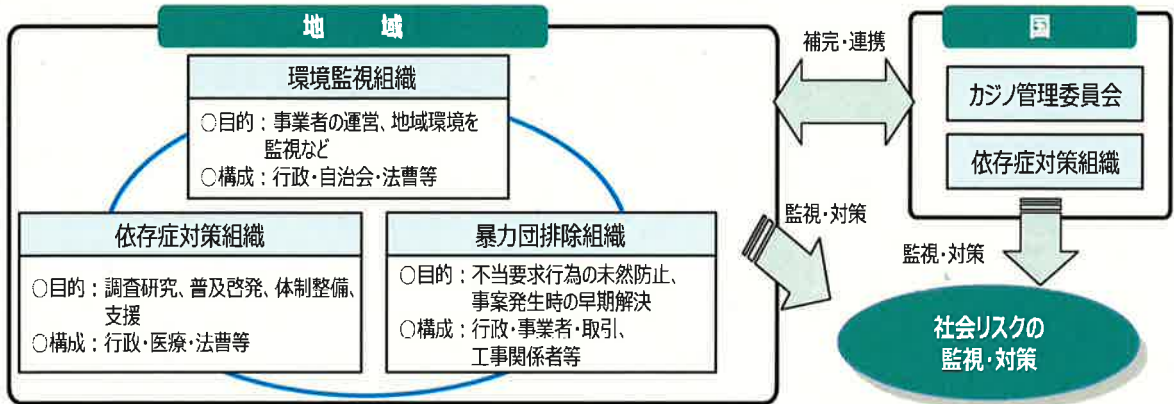 地 域
環境監視組織
○目的：事業者の運営、地域環境を
監視など
○構成：行政・自治会・法曹等
依存症対策組織
○目的：調査研究、普及啓発、体制整備、
支援
○構成：行政・医療・法曹等
暴力団排除組織
○目的：不当要求行為の未然防止、
事案発生時の早期解決
○構成：行政・事業者・取引、
工事関係者等
補完・連携
監視・対策
国
カジノ管理委員会
依存症対策組織
監視・対策
社会リスクの
監視・対策